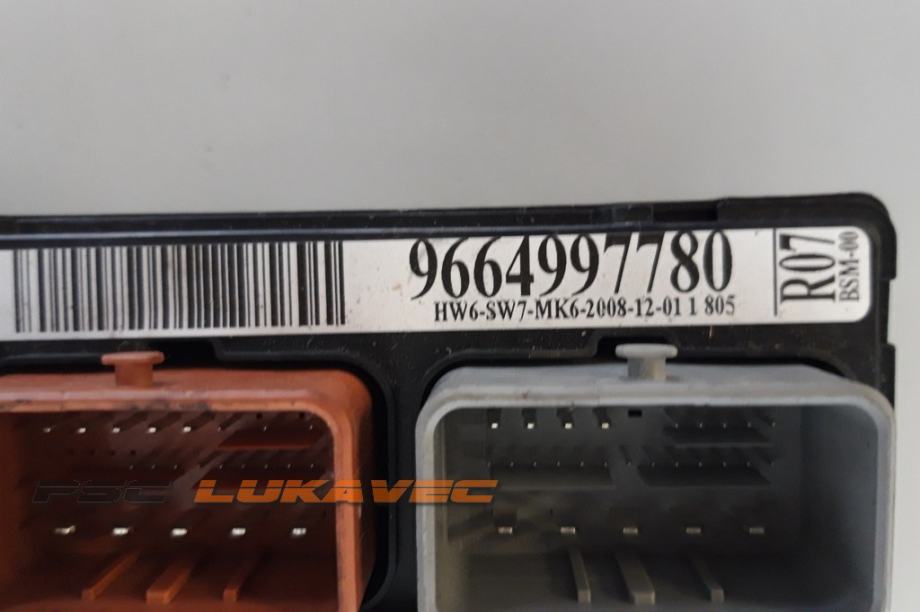 9664997780
HW6-SW7-MK6-2008-12-01 1 805
R07
BSM-00
PSC LUKAVEC